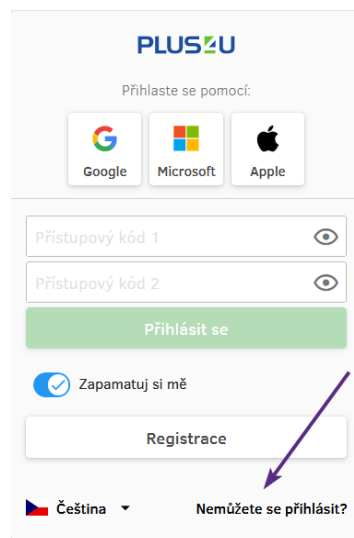 PLUS4U
Přihlaste se pomocí:
Google Microsoft Apple
Přístupový kód 1
Přístupový kód 2
Přihlásit se
Zapamatuj si mě
Registrace
Čeština Nemůžete se přihlásit?